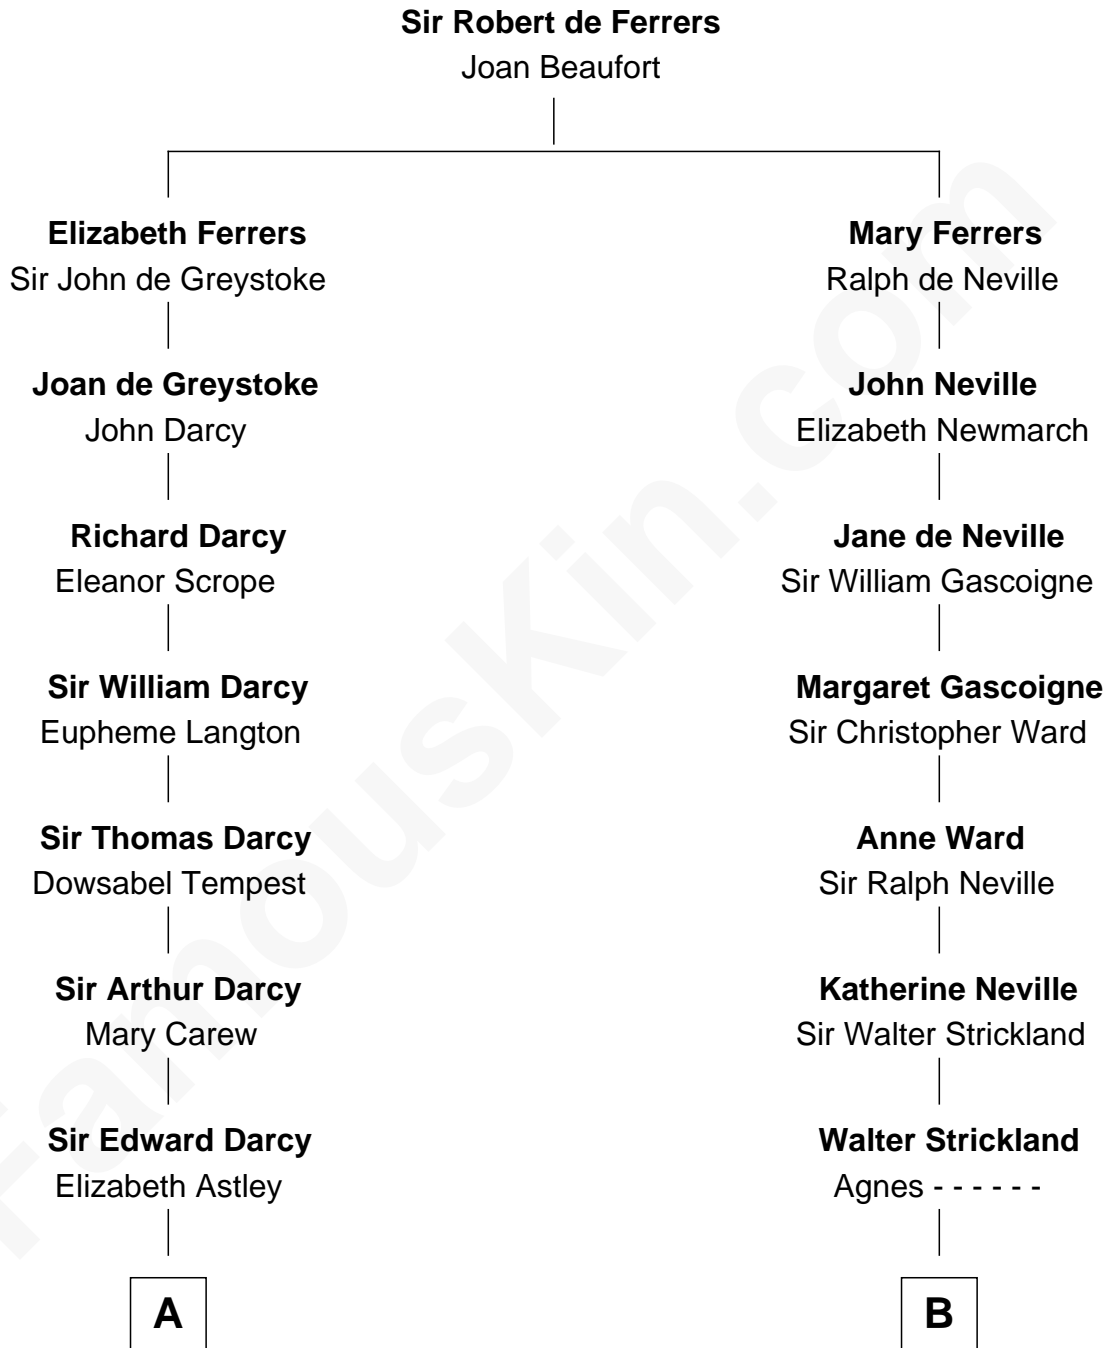 Sir Robert de Ferrers
Joan Beaufort
Elizabeth Ferrers
Sir John de Greystoke
Mary Ferrers
Ralph de Neville
Joan de Greystoke
John Darcy
John Neville
Elizabeth Newmarch
Richard Darcy
Eleanor Scrope
Jane de Neville
Sir William Gascoigne
Sir William Darcy
Eupheme Langton
Margaret Gascoigne
Sir Christopher Ward
Sir Thomas Darcy
Dowsabel Tempest
Anne Ward
Sir Ralph Neville
Sir Arthur Darcy
Mary Carew
Katherine Neville
Sir Walter Strickland
Sir Edward Darcy
Elizabeth Astley
Walter Strickland
Agnes - - - - - -
A
B
FamousKin.com